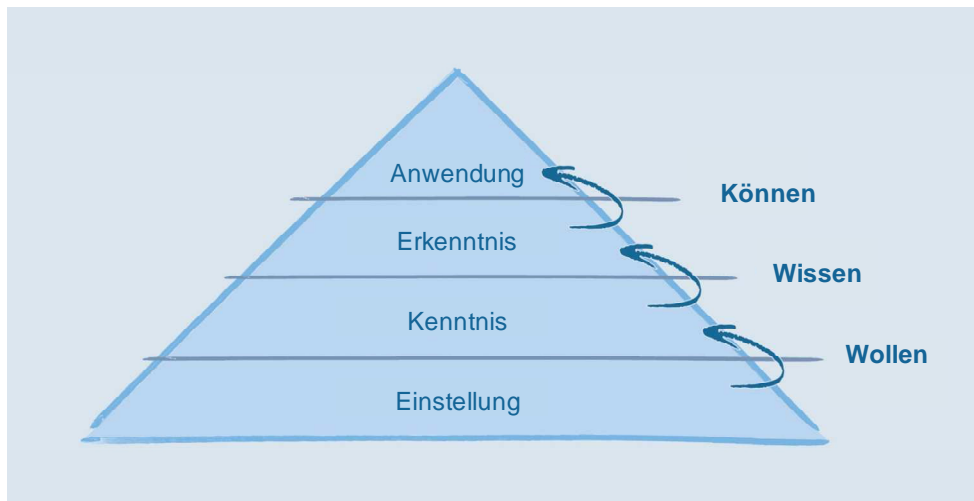 Anwendung
Können
Erkenntnis
Wissen
Kenntnis
Wollen
Einstellung